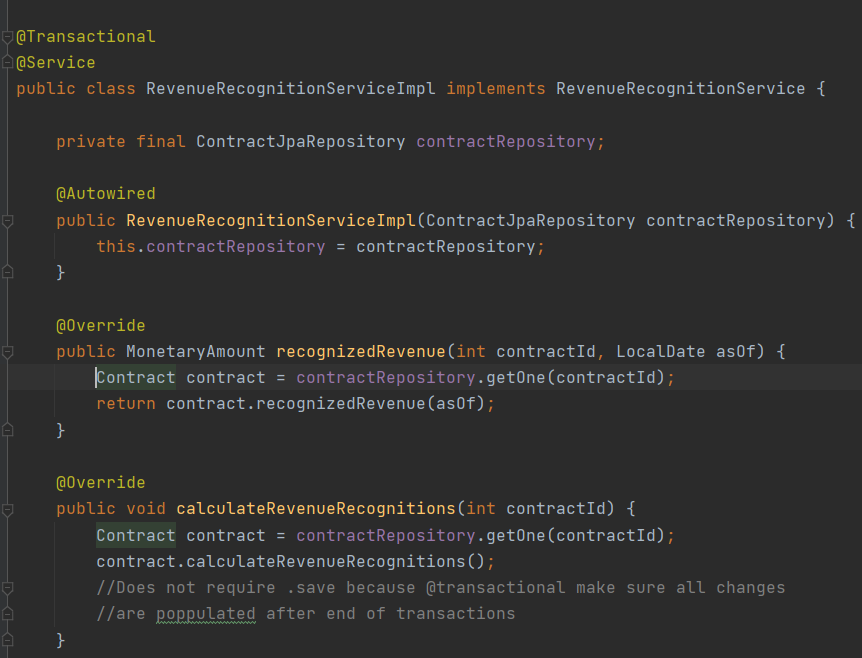 @Transactional
@Service
public class RevenueRecognitionServiceImpl implements RevenueRecognitionService {
private final ContractJpaRepository contractRepository;
@Autowired
public RevenueRecognitionServiceImpl(ContractJpaRepository contractRepository) {
this.contractRepository = contractRepository;
}
@Override
public MonetaryAmount recognizedRevenue(int contractId, LocalDate asOf) {
Contract contract = contractRepository.getOne(contractId);
return contract.recognizedRevenue(asOf);
}
@Override
public void calculateRevenueRecognitions(int contractId) {
Contract contract = contractRepository.getOne(contractId);
contract.calculateRevenueRecognitions();
//Does not require .save because @transactional make sure all changes
//are poppulated after end of transactions
}